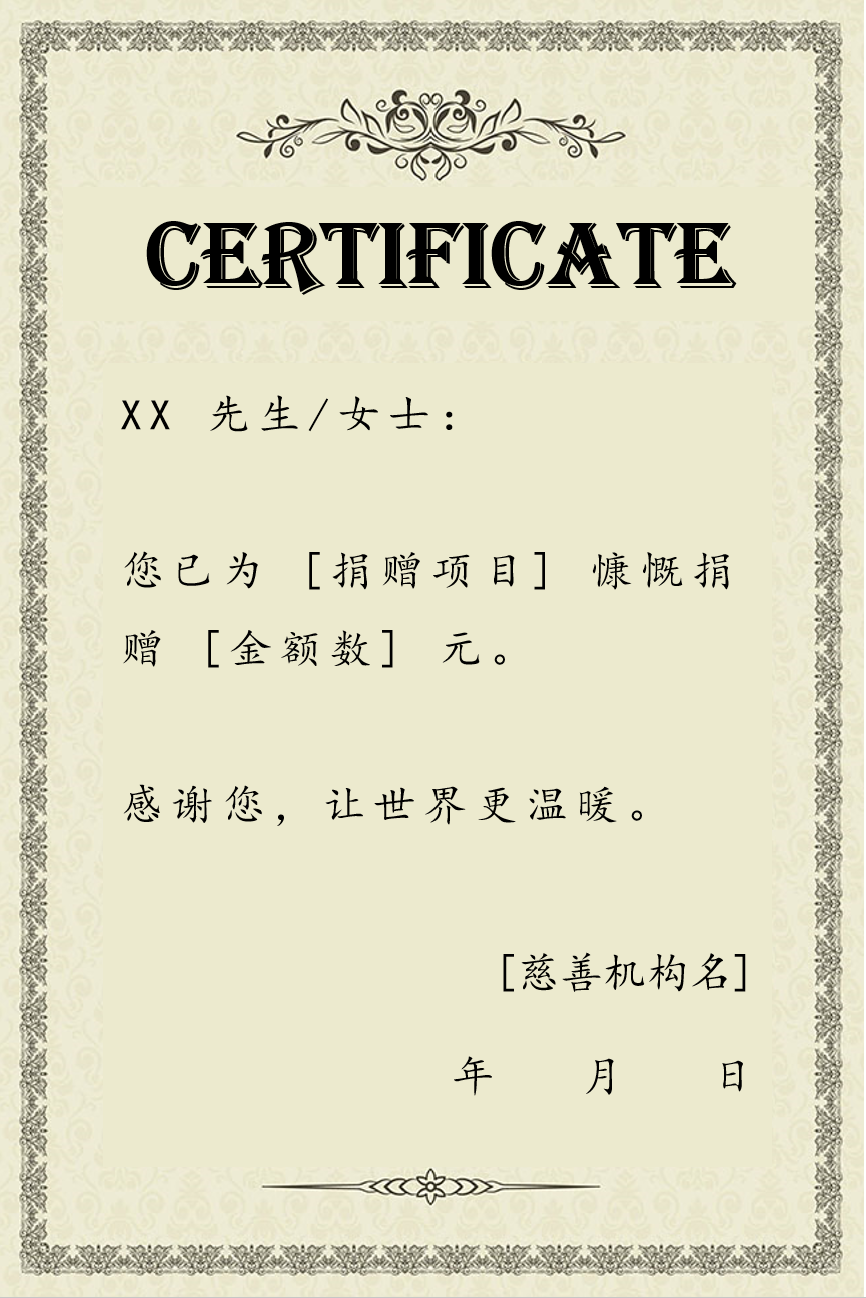 CERTIFICATE
XX 先生/女士：
您已为 [捐赠项目] 慷慨捐
赠 [金额数] 元。
感谢您，让世界更温暖。
[慈善机构名]
年 月 日